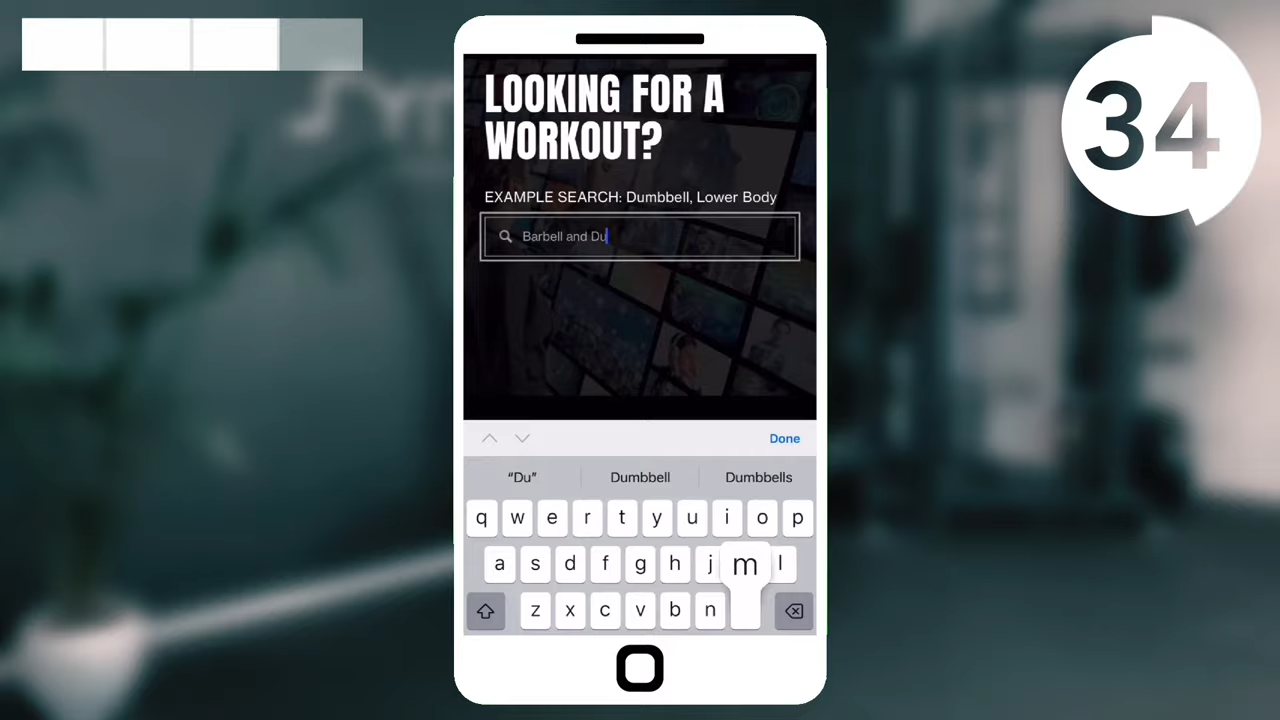 34
LOOKING FOR A
WORKOUT?
EXAMPLE SEARCH: Dumbbell, Lower Body
Barbell and Du
Done
“Du” Dumbbell Dumbbells
q w e r t y u i o p
a s d f g h j m l
z x c v b n